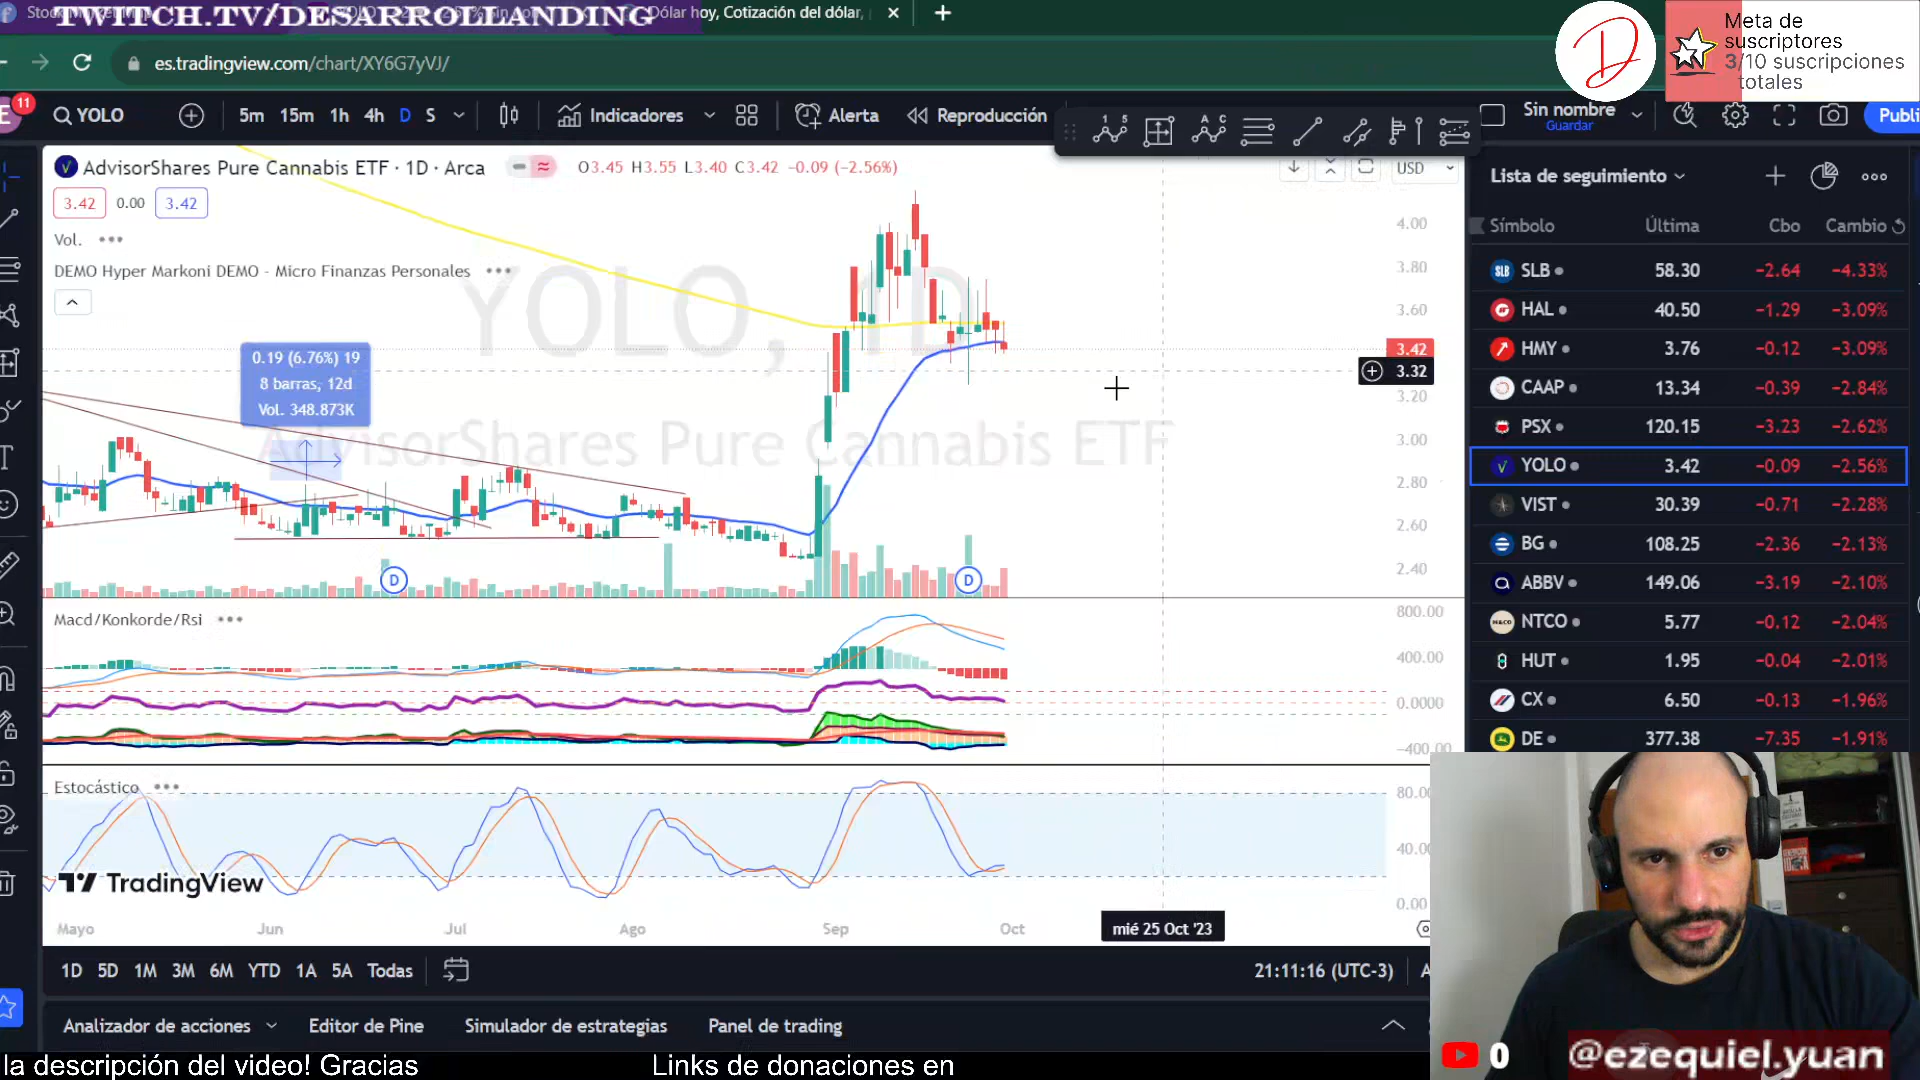 TWITCH.TV/DESARROLLANDING
Dólar hoy, Cotización del dólar,
es.tradingview.com/chart/XY6G7yVJ/
Meta de
suscriptores
3/10 suscripciones
totales
11
YOLO
5m 15m 1h 4h D S
Indicadores
Alerta
Reproducción
Sin nombre
Guardar
Publi
AdvisorShares Pure Cannabis ETF · 1D · Arca
O3.45 H3.55 L3.40 C3.42 −0.09 (−2.56%)
USD
3.42 0.00 3.42
Vol.
DEMO Hyper Markoni DEMO - Micro Finanzas Personales
YOLO, 1D
AdvisorShares Pure Cannabis ETF
0.19 (6.76%) 19
8 barras, 12d
Vol. 348.873K
4.00
3.80
3.60
3.42
3.32
3.20
3.00
2.80
2.60
2.40
D
D
Macd/Konkorde/Rsi
800.00
400.00
0.0000
−400.00
Estocástico
80.00
40.00
0.00
TradingView
Mayo Jun Jul Ago Sep Oct
mié 25 Oct '23
1D 5D 1M 3M 6M YTD 1A 5A Todas
21:11:16 (UTC-3)
Analizador de acciones
Editor de Pine
Simulador de estrategias
Panel de trading
Lista de seguimiento
Símbolo Última Cbo Cambio
SLB 58.30 −2.64 −4.33%
HAL 40.50 −1.29 −3.09%
HMY 3.76 −0.12 −3.09%
CAAP 13.34 −0.39 −2.84%
PSX 120.15 −3.23 −2.62%
YOLO 3.42 −0.09 −2.56%
VIST 30.39 −0.71 −2.28%
BG 108.25 −2.36 −2.13%
ABBV 149.06 −3.19 −2.10%
NTCO 5.77 −0.12 −2.04%
HUT 1.95 −0.04 −2.01%
CX 6.50 −0.13 −1.96%
DE 377.38 −7.35 −1.91%
0
@ezequiel.yuan
la descripción del video! Gracias
Links de donaciones en